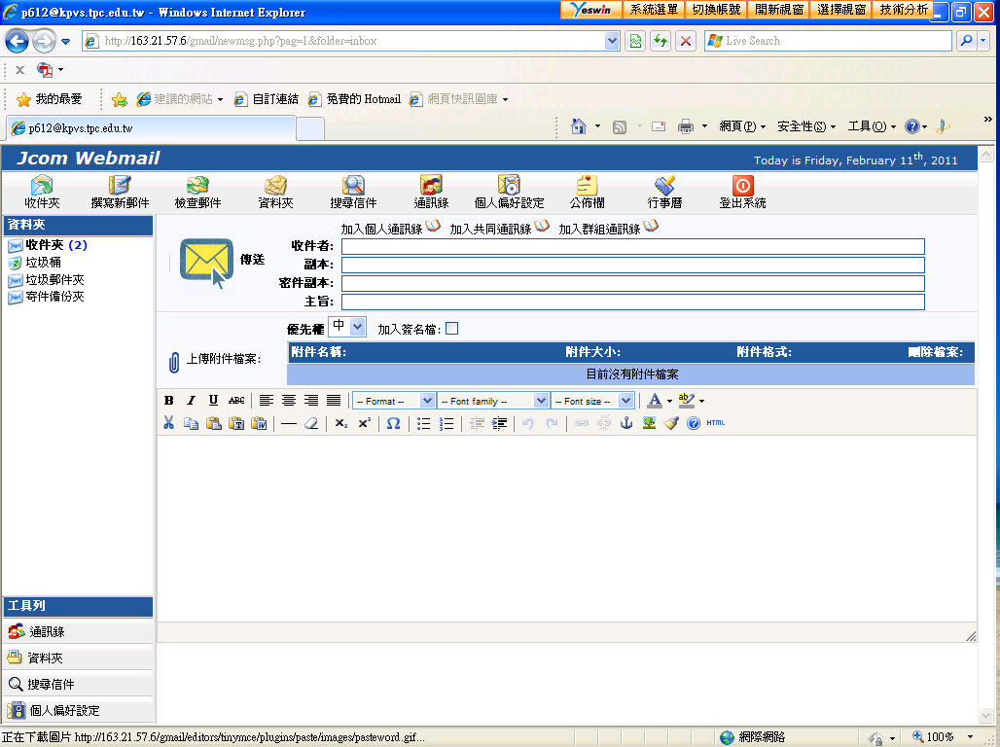 p612@kpvs.tpc.edu.tw - Windows Internet Explorer
Yeswin 系統選單 切換帳號 開新視窗 選擇視窗 技術分析
http://163.21.57.6/gmail/newmsg.php?pag=1&folder=inbox
Live Search
我的最愛 建議的網站 自訂連結 免費的 Hotmail 網頁快訊圖庫
p612@kpvs.tpc.edu.tw
網頁(P) 安全性(S) 工具(O)
Jcom Webmail
Today is Friday, February 11th, 2011
收件夾 撰寫新郵件 檢查郵件 資料夾 搜尋信件 通訊錄 個人偏好設定 公佈欄 行事曆 登出系統
資料夾
收件夾 (2)
垃圾桶
垃圾郵件夾
寄件備份夾
加入個人通訊錄 加入共同通訊錄 加入群組通訊錄
傳送
收件者:
副本:
密件副本:
主旨:
優先權 中 加入簽名檔:
上傳附件檔案:
附件名稱: 附件大小: 附件格式: 刪除檔案:
目前沒有附件檔案
B I U ABC -- Format -- -- Font family -- -- Font size -- A ab
HTML
工具列
通訊錄
資料夾
搜尋信件
個人偏好設定
正在下載圖片 http://163.21.57.6/gmail/editors/tinymce/plugins/paste/images/pasteword.gif...
網際網路
100%